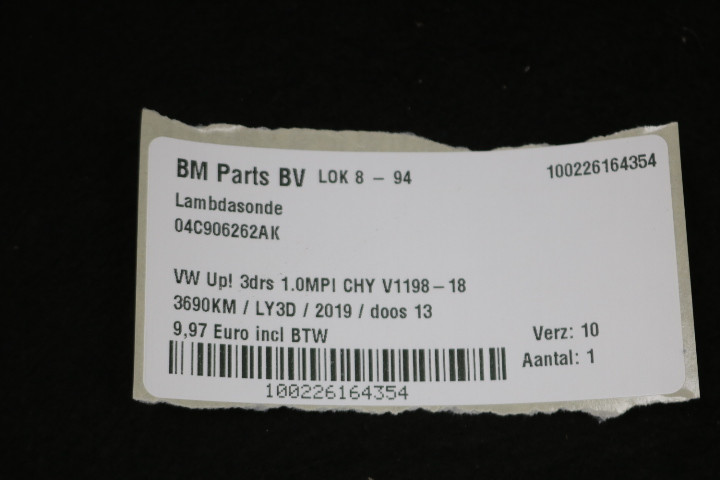 BM Parts BV LOK 8 - 94 100226164354
Lambdasonde
04C906262AK
VW Up! 3drs 1.0MPI CHY V1198-18
3690KM / LY3D / 2019 / doos 13
9,97 Euro incl BTW Verz: 10
Aantal: 1
100226164354